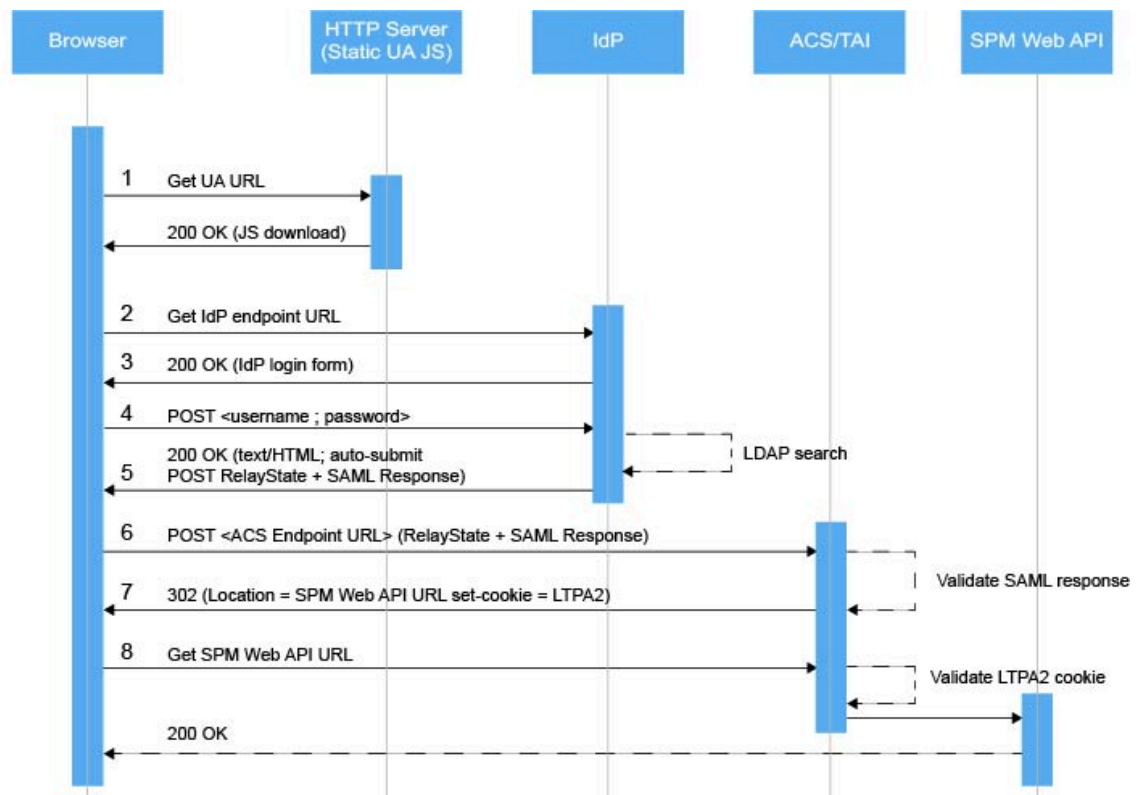 Browser
HTTP Server
(Static UA JS)
IdP
ACS/TAI
SPM Web API
1 Get UA URL
200 OK (JS download)
2 Get IdP endpoint URL
3 200 OK (IdP login form)
4 POST <username ; password>
LDAP search
200 OK (text/HTML; auto-submit
5 POST RelayState + SAML Response)
6 POST <ACS Endpoint URL> (RelayState + SAML Response)
Validate SAML response
7 302 (Location = SPM Web API URL set-cookie = LTPA2)
8 Get SPM Web API URL
Validate LTPA2 cookie
200 OK